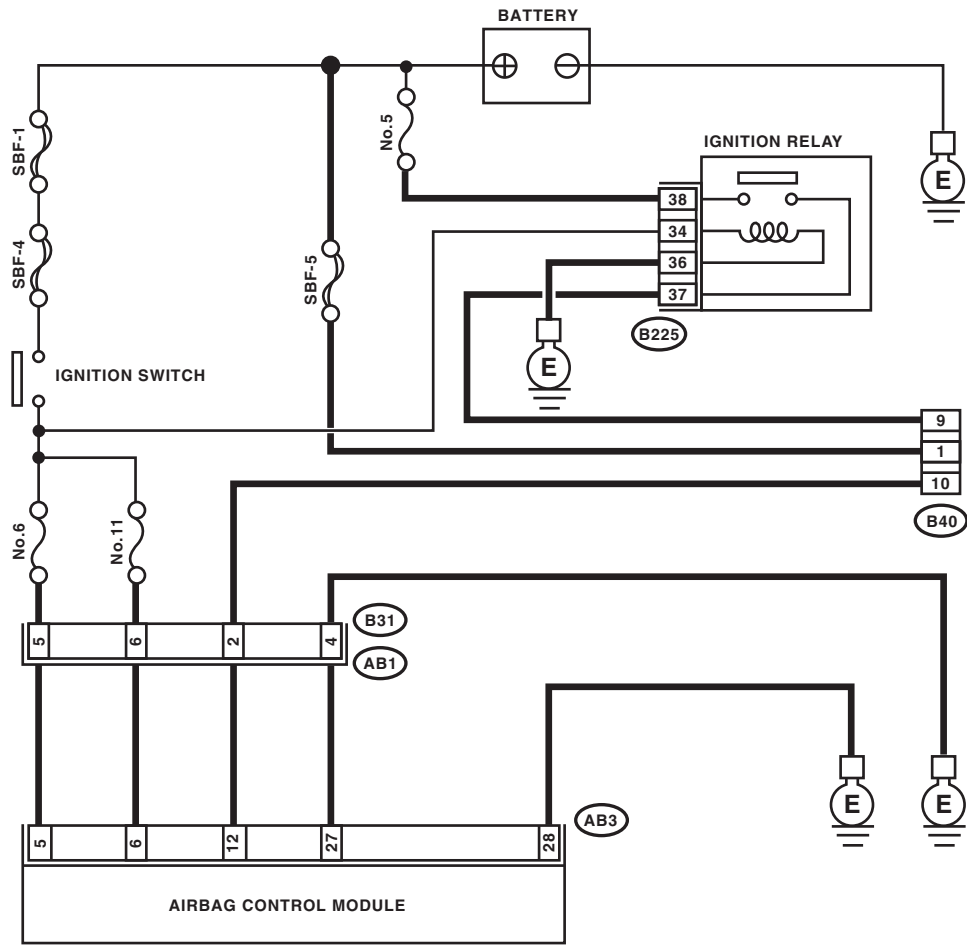 BATTERY
SBF-1
No.5
IGNITION RELAY
E
38
34
SBF-4
SBF-5
36
37
B225
E
IGNITION SWITCH
9
1
10
B40
No.6
No.11
B31
5
6
2
4
AB1
E
E
AB3
5
6
12
27
28
AIRBAG CONTROL MODULE